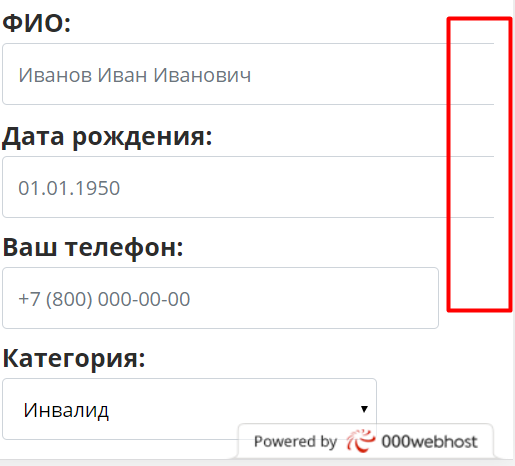 ФИО:
Иванов Иван Иванович
Дата рождения:
01.01.1950
Ваш телефон:
+7 (800) 000-00-00
Категория:
Инвалид
Powered by 000webhost